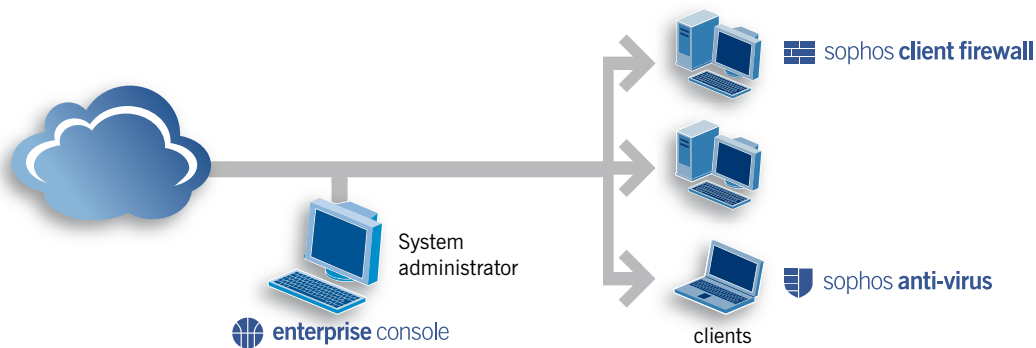 sophos client firewall
System
administrator
sophos anti-virus
enterprise console
clients